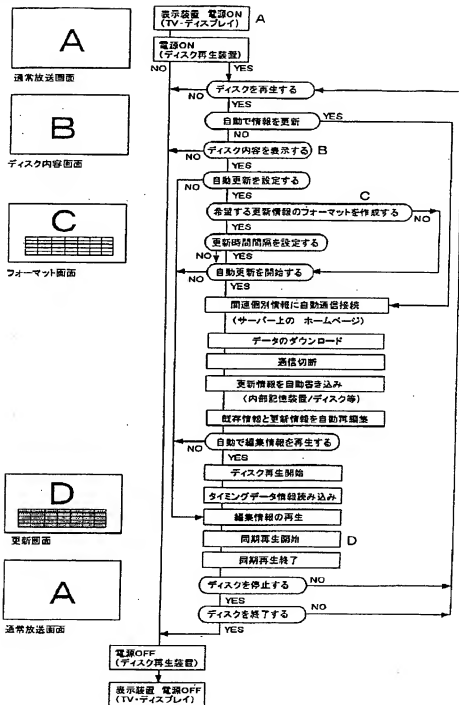 表示装置 電源ON A
(TV・ディスプレイ)
A
電源ON
(ディスク再生装置)
通常放送画面
NO YES
ディスクを再生する
NO YES
自動で情報を更新 YES
NO
B
ディスク内容を表示する B
ディスク内容画面
NO YES
自動更新を設定する
NO YES C
希望する更新情報のフォーマットを作成する
YES NO
C
更新時間間隔を設定する
NO YES
フォーマット画面
自動更新を開始する
NO YES
関連個別情報に自動通信接続
(サーバー上の ホームページ)
データのダウンロード
通信切断
更新情報を自動書き込み
(内部記憶装置/ディスク等)
既存情報と更新情報を自動再編集
自動で編集情報を再生する
NO YES
ディスク再生開始
D
タイミングデータ情報読み込み
編集情報の再生
更新画面
同期再生開始 D
同期再生終了
A
ディスクを停止する NO
YES
ディスクを終了する NO
通常放送画面
YES
電源OFF
(ディスク再生装置)
表示装置 電源OFF
(TV・ディスプレイ)